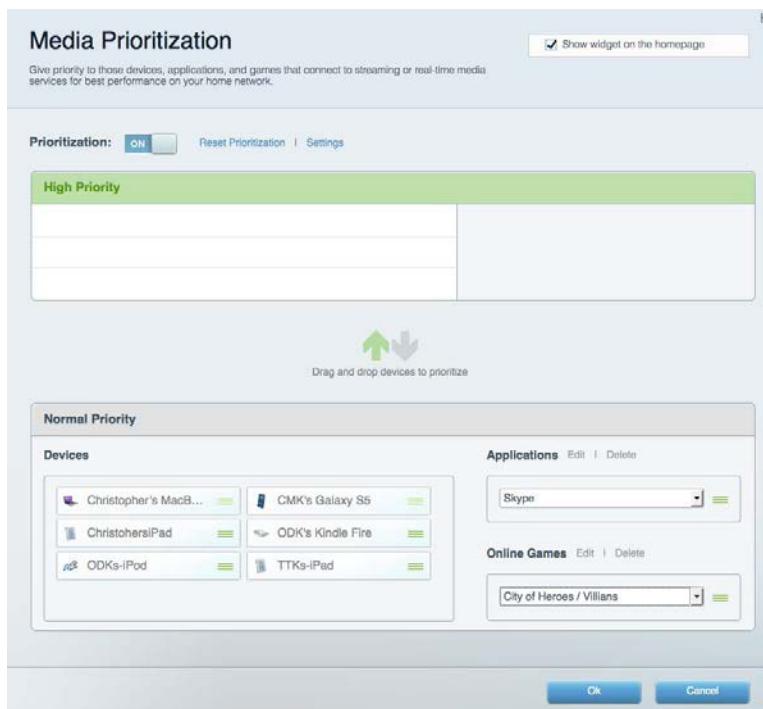 Media Prioritization
Show widget on the homepage
Give priority to those devices, applications, and games that connect to streaming or real-time media
services for best performance on your home network.
Prioritization: ON Reset Prioritization | Settings
High Priority
Drag and drop devices to prioritize
Normal Priority
Devices
Christopher's MacB...
CMK's Galaxy S5
ChristohersiPad
ODK's Kindle Fire
ODKs-iPod
TTKs-iPad
Applications Edit | Delete
Skype
Online Games Edit | Delete
City of Heroes / Villians
Ok
Cancel